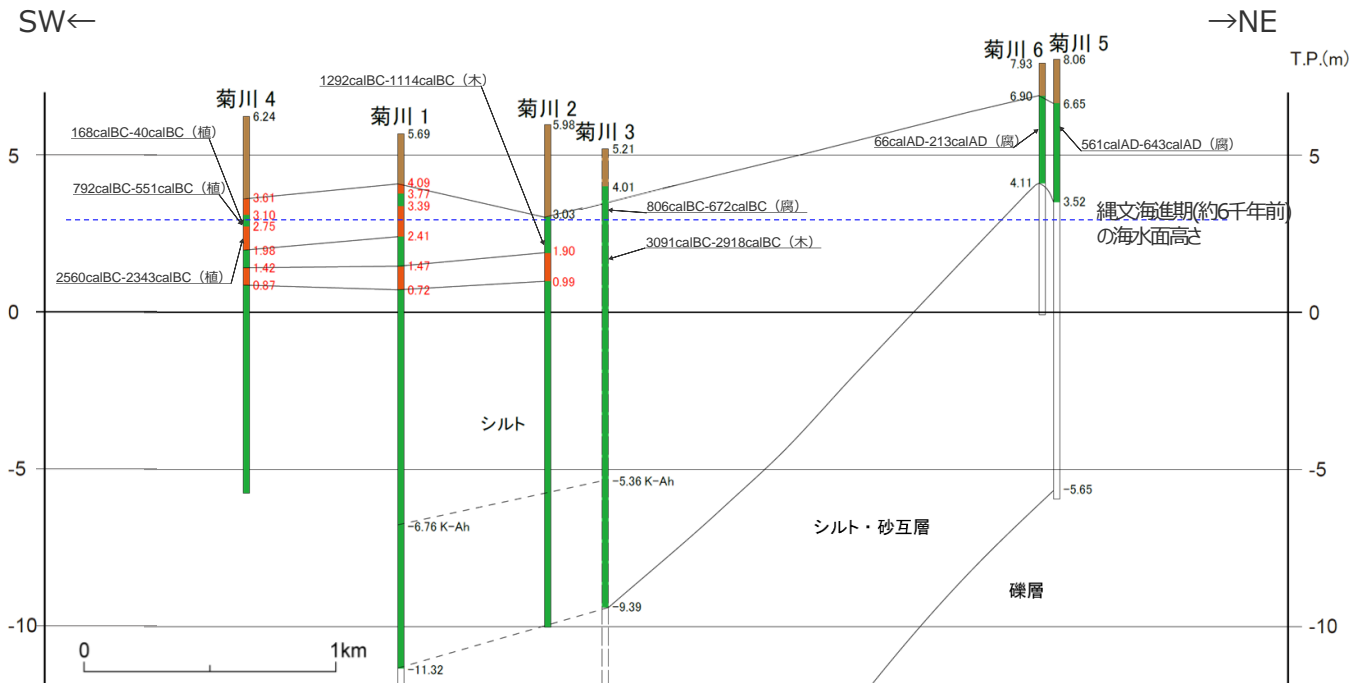 SW←
→NE
T.P.(m)
菊川 4
6.24
菊川 1
5.69
菊川 2
5.98
菊川 3
5.21
菊川 6
7.93
菊川 5
8.06
1292calBC-1114calBC（木）
168calBC-40calBC（植）
792calBC-551calBC（植）
2560calBC-2343calBC（植）
806calBC-672calBC（腐）
3091calBC-2918calBC（木）
66calAD-213calAD（腐）
561calAD-643calAD（腐）
3.61
3.10
2.75
1.98
1.42
0.87
4.09
3.77
3.39
2.41
1.47
0.72
3.03
1.90
0.99
4.01
6.90
6.65
4.11
3.52
縄文海進期(約6千年前)
の海水面高さ
5
5
0
0
シルト
-5
-5
-5.36 K-Ah
-6.76 K-Ah
-5.65
シルト・砂互層
礫層
-9.39
-10
-10
-11.32
0
1km